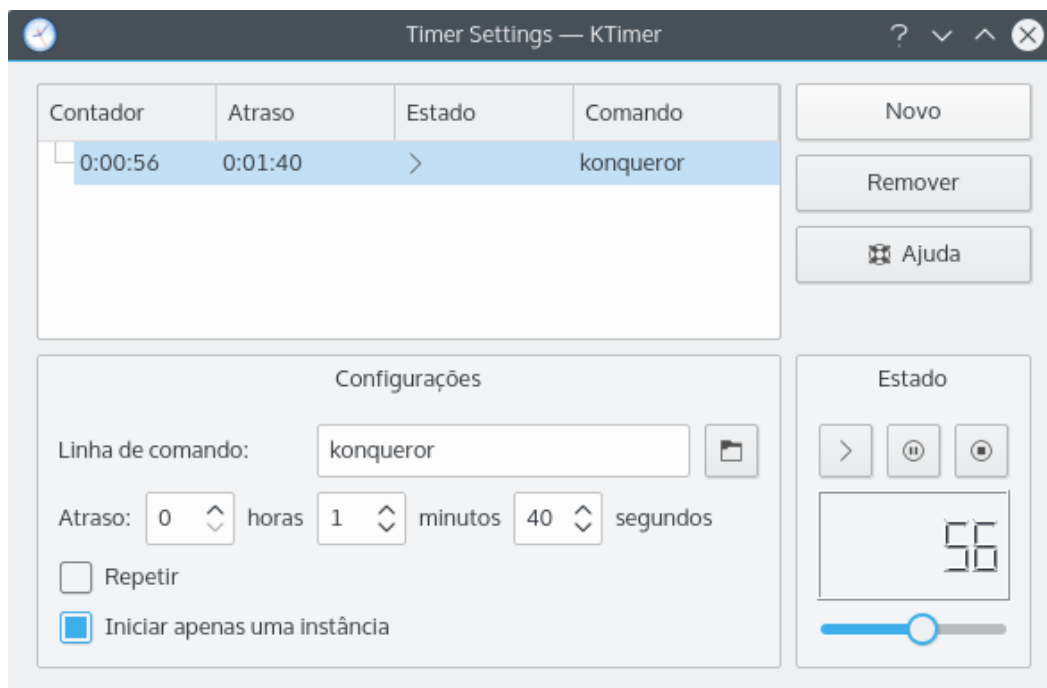 Timer Settings — KTimer
Contador Atraso Estado Comando
0:00:56 0:01:40 konqueror
Novo
Remover
Ajuda
Configurações
Linha de comando: konqueror
Atraso: 0 horas 1 minutos 40 segundos
Repetir
Iniciar apenas uma instância
Estado
56